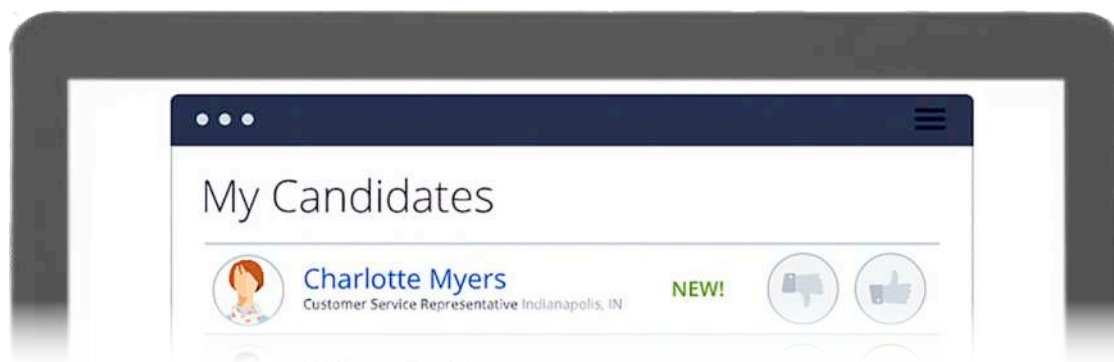 My Candidates
Charlotte Myers
NEW!
Customer Service Representative Indianapolis, IN